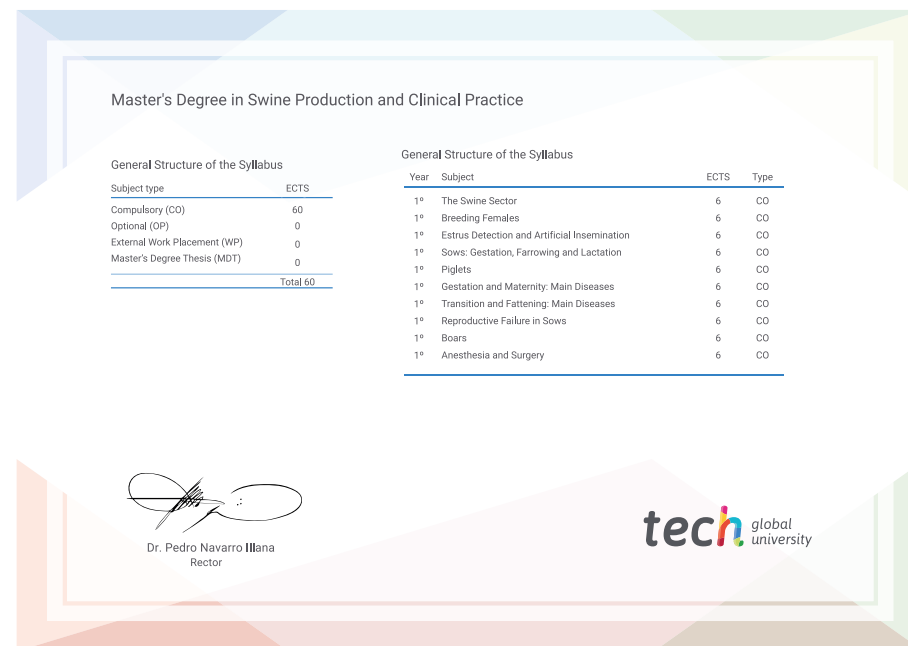 Master's Degree in Swine Production and Clinical Practice
General Structure of the Syllabus
Subject type ECTS
Compulsory (CO) 60
Optional (OP) 0
External Work Placement (WP) 0
Master's Degree Thesis (MDT) 0
Total 60
General Structure of the Syllabus
Year Subject ECTS Type
1º The Swine Sector 6 CO
1º Breeding Females 6 CO
1º Estrus Detection and Artificial Insemination 6 CO
1º Sows: Gestation, Farrowing and Lactation 6 CO
1º Piglets 6 CO
1º Gestation and Maternity: Main Diseases 6 CO
1º Transition and Fattening: Main Diseases 6 CO
1º Reproductive Failure in Sows 6 CO
1º Boars 6 CO
1º Anesthesia and Surgery 6 CO
Dr. Pedro Navarro Illana
Rector
tech global
university